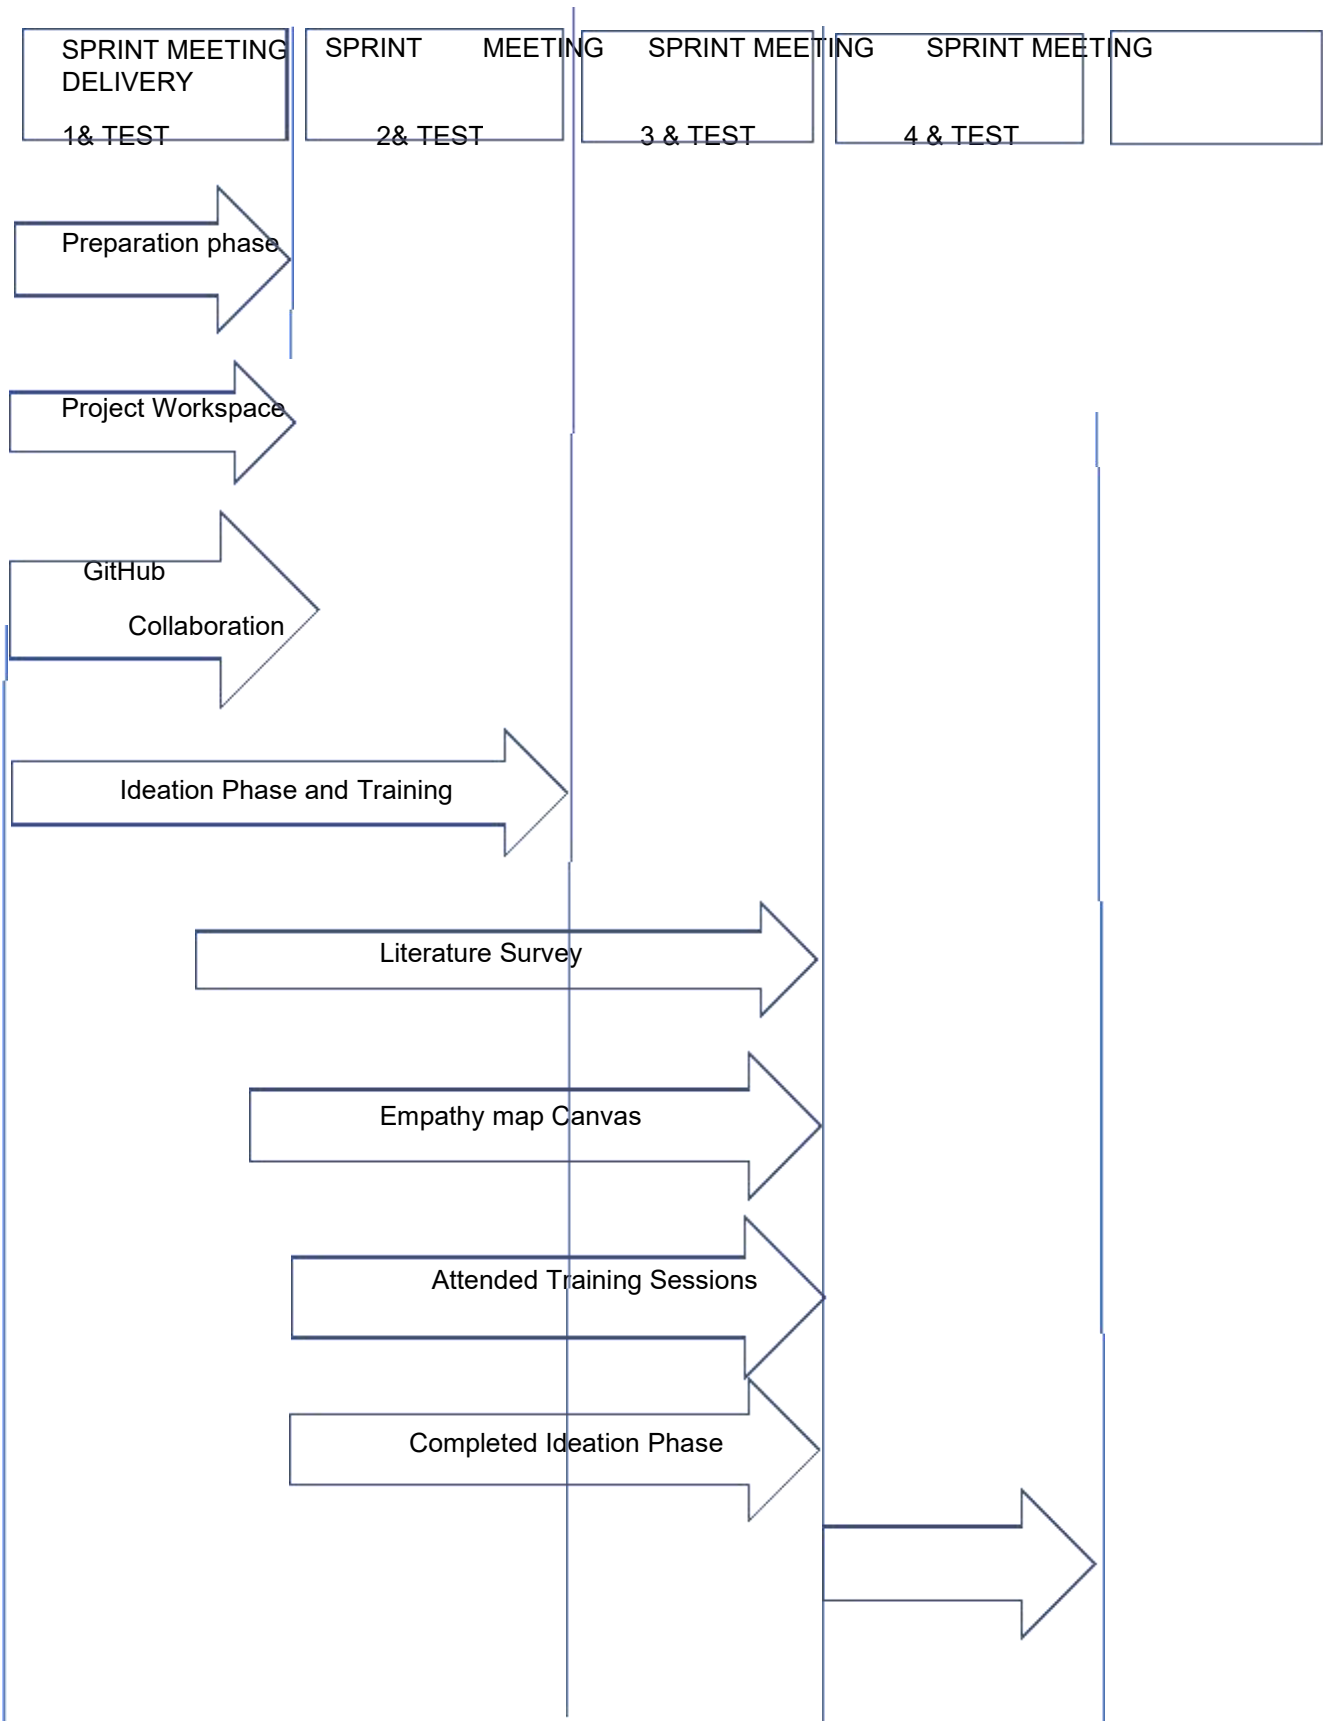 SPRINT MEETING SPRINT MEETING SPRINT MEETING SPRINT MEETING
DELIVERY
1& TEST 2& TEST 3 & TEST 4 & TEST
Preparation phase
Project Workspace
GitHub
Collaboration
Ideation Phase and Training
Literature Survey
Empathy map Canvas
Attended Training Sessions
Completed Ideation Phase